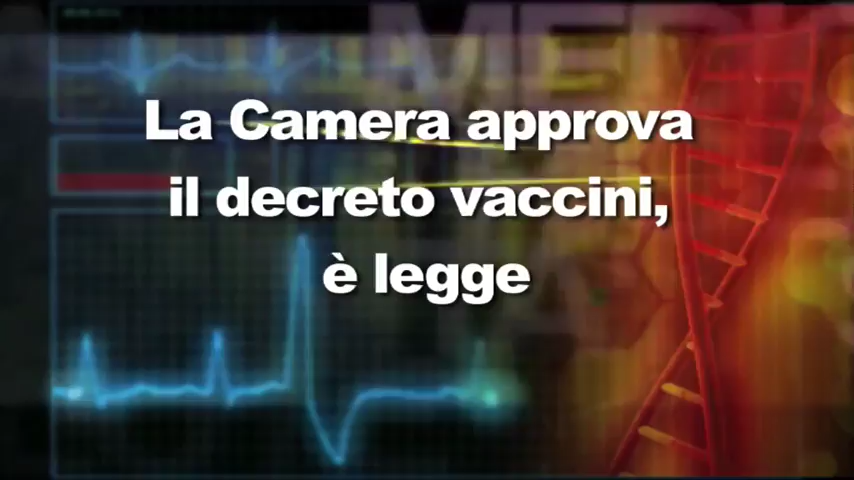 La Camera approva
il decreto vaccini,
è legge